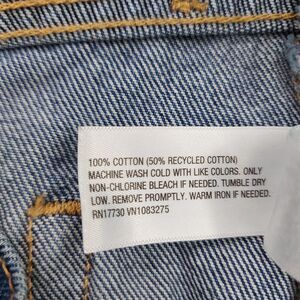 100% COTTON (50% RECYCLED COTTON)
MACHINE WASH COLD WITH LIKE COLORS. ONLY
NON-CHLORINE BLEACH IF NEEDED. TUMBLE DRY
LOW. REMOVE PROMPTLY. WARM IRON IF NEEDED.
RN17730 VN1083275